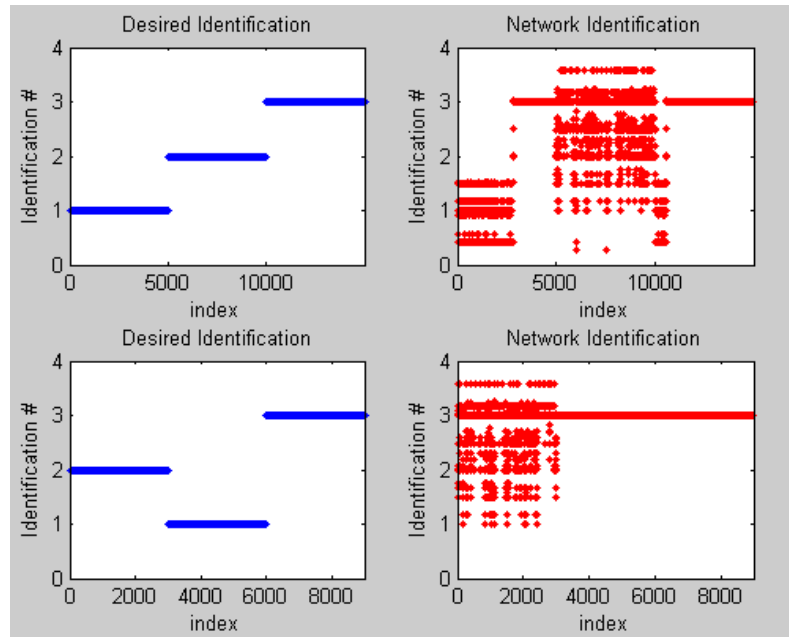 Desired Identification
Identification #
4
3
2
1
0
0 5000 10000
index
Network Identification
Identification #
4
3
2
1
0
0 5000 10000
index
Desired Identification
Identification #
4
3
2
1
0
0 2000 4000 6000 8000
index
Network Identification
Identification #
4
3
2
1
0
0 2000 4000 6000 8000
index